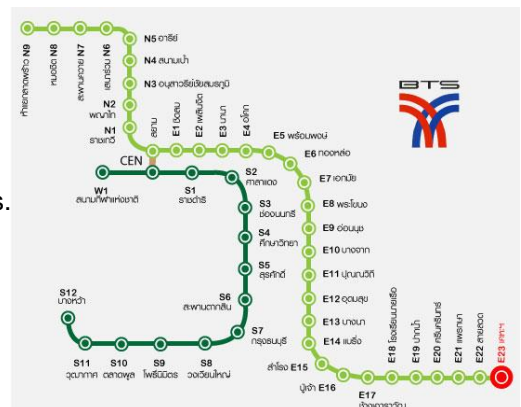 BTS
N9 ห้าแยกลาดพร้าว
N8 หมอชิต
N7 สะพานควาย
N6 เสนาร่วม
N5 อารีย์
N4 สนามเป้า
N3 อนุสาวรีย์ชัยสมรภูมิ
N2
พญาไท
N1
ราชเทวี
สยาม
CEN
E1 ชิดลม
E2 เพลินจิต
E3 นานา
E4 อโศก
E5 พร้อมพงษ์
E6 ทองหล่อ
E7 เอกมัย
E8 พระโขนง
E9 อ่อนนุช
E10 บางจาก
E11 ปุณณวิถี
E12 อุดมสุข
E13 บางนา
E14 แบริ่ง
สำโรง E15
ปู่เจ้า E16
E17
ช้างเอราวัณ
E18 โรงเรียนนายเรือ
E19 ปากน้ำ
E20 ศรีนครินทร์
E21 แพรกษา
E22 สายลวด
E23 เคหะฯ
W1
สนามกีฬาแห่งชาติ
S1
ราชดำริ
S2
ศาลาแดง
S3
ช่องนนทรี
S4
ศึกษาวิทยา
S5
สุรศักดิ์
S6
สะพานตากสิน
S7
กรุงธนบุรี
S8
วงเวียนใหญ่
S9
โพธิ์นิมิตร
S10
ตลาดพลู
S11
วุฒากาศ
S12
บางหว้า
s.